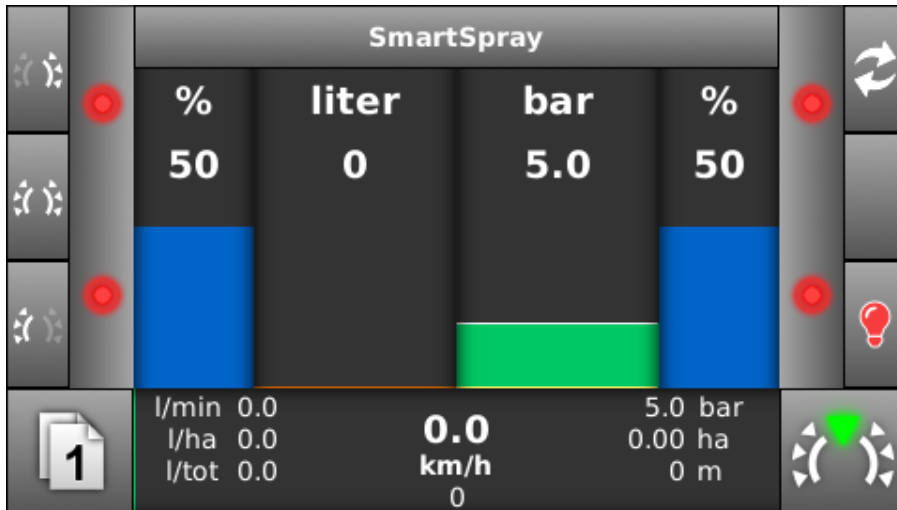 SmartSpray
% liter bar %
50 0 5.0 50
l/min 0.0 5.0 bar
0.0
l/ha 0.0 0.00 ha
l/tot 0.0 km/h 0 m
0
1